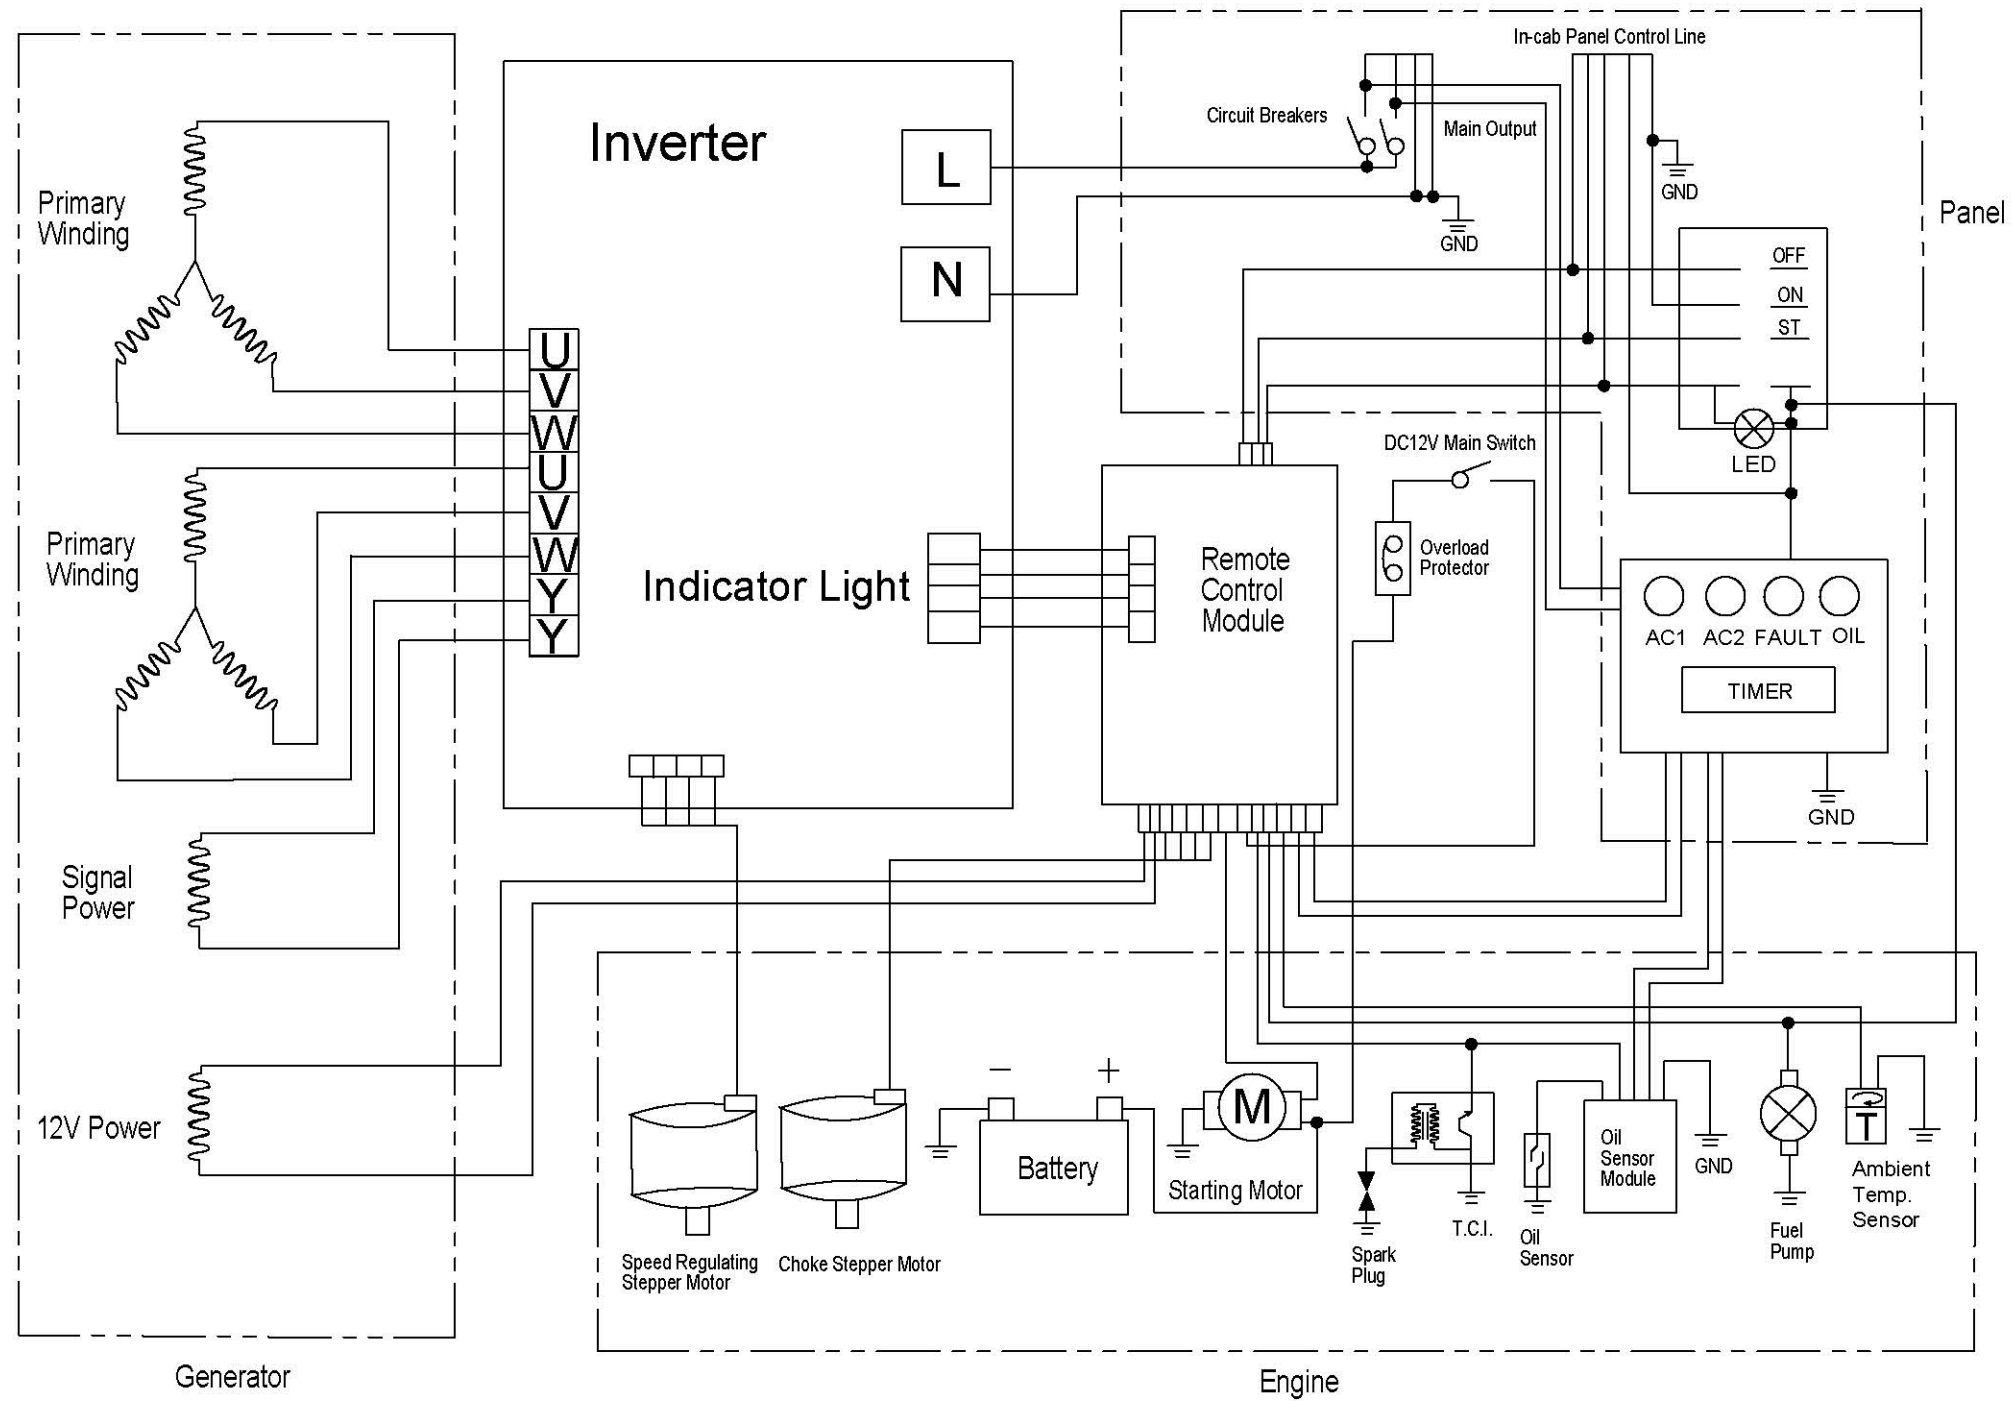 In-cab Panel Control Line
Circuit Breakers
Main Output
Inverter
L
GND
Primary
Winding
Panel
GND
N
OFF
ON
ST
U
V
W
U
V
W
Y
Y
DC12V Main Switch
LED
Primary
Winding
Indicator Light
Remote
Control
Module
Overload
Protector
AC1
AC2
FAULT
OIL
TIMER
GND
Signal
Power
12V Power
−
+
Battery
M
Starting Motor
Speed Regulating
Stepper Motor
Choke Stepper Motor
Spark
Plug
T.C.I.
Oil
Sensor
Oil
Sensor
Module
GND
Fuel
Pump
T
Ambient
Temp.
Sensor
Generator
Engine